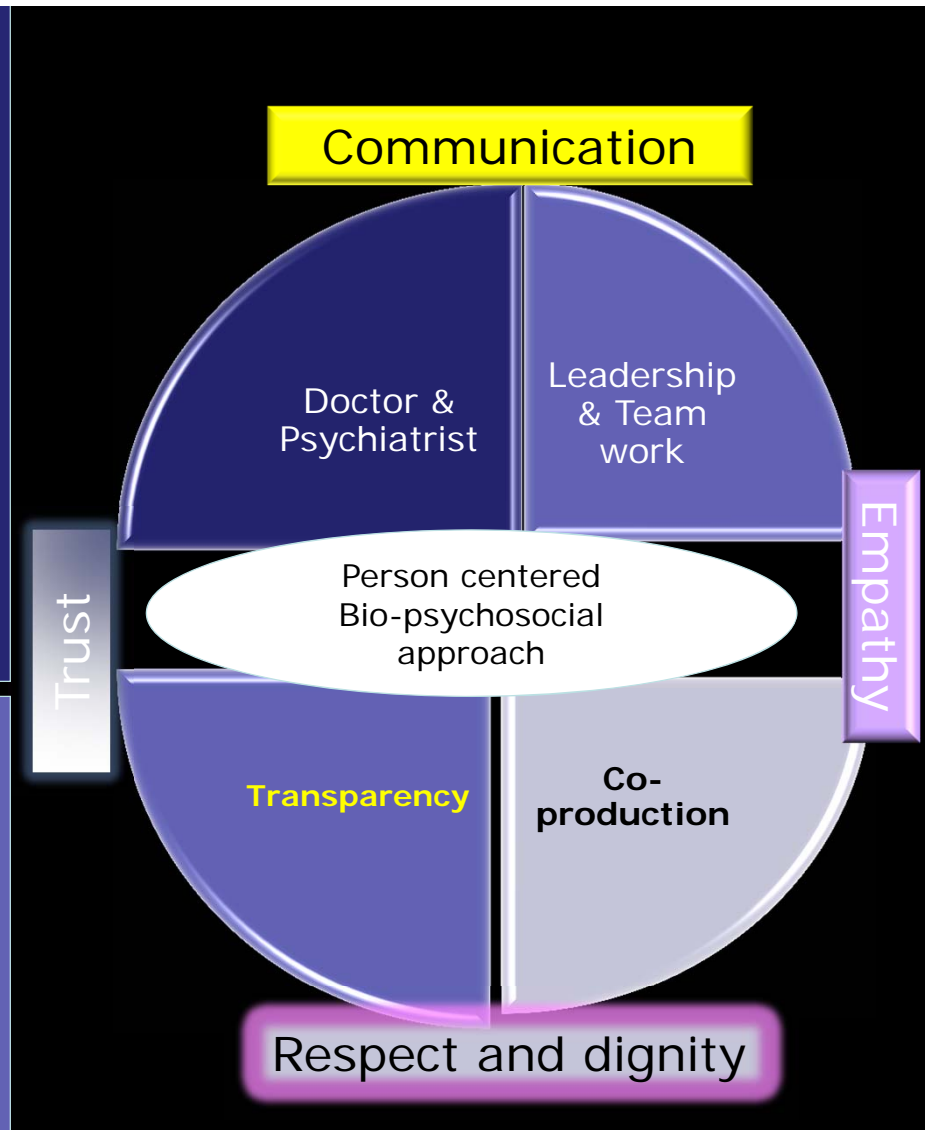 Communication
Doctor &
Psychiatrist
Leadership
& Team
work
Trust
Person centered
Bio-psychosocial
approach
Empathy
Transparency
Co-
production
Respect and dignity